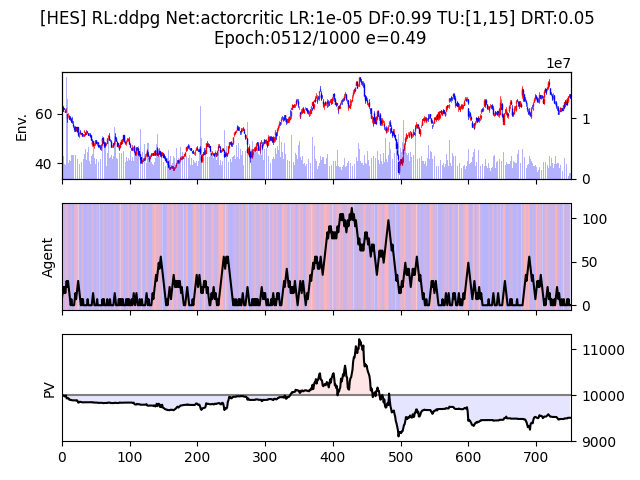 [HES] RL:ddpg Net:actorcritic LR:1e-05 DF:0.99 TU:[1,15] DRT:0.05
Epoch:0512/1000 e=0.49
1e7
60
40
Env.
1
0
Agent
100
50
0
PV
11000
10000
9000
0 100 200 300 400 500 600 700